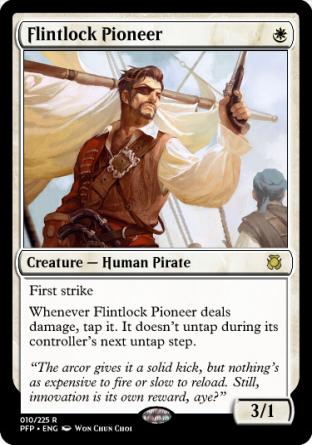 Flintlock Pioneer
Creature — Human Pirate
First strike
Whenever Flintlock Pioneer deals
damage, tap it. It doesn't untap during its
controller's next untap step.
"The arcor gives it a solid kick, but nothing's
as expensive to fire or slow to reload. Still,
innovation is its own reward, aye?"
3/1
010/225 R
PFP • ENG Won Chun Choi